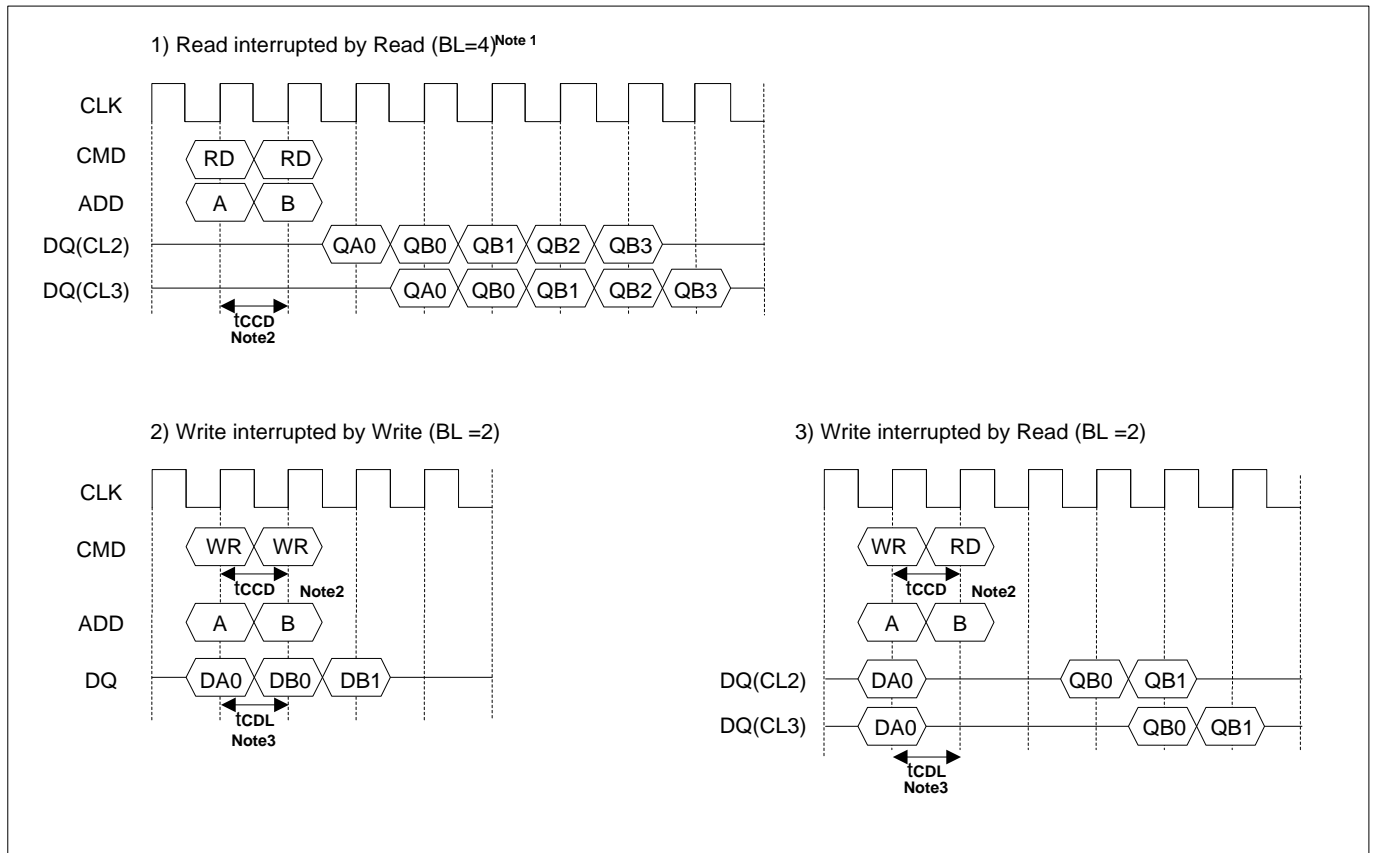 1) Read interrupted by Read (BL=4)Note 1
CLK
CMD RD RD
ADD A B
DQ(CL2) QA0 QB0 QB1 QB2 QB3
DQ(CL3) QA0 QB0 QB1 QB2 QB3
tCCD
Note2
2) Write interrupted by Write (BL =2)
CLK
CMD WR WR
tCCD Note2
ADD A B
DQ DA0 DB0 DB1
tCDL
Note3
3) Write interrupted by Read (BL =2)
WR RD
tCCD Note2
A B
DQ(CL2) DA0 QB0 QB1
DQ(CL3) DA0 QB0 QB1
tCDL
Note3